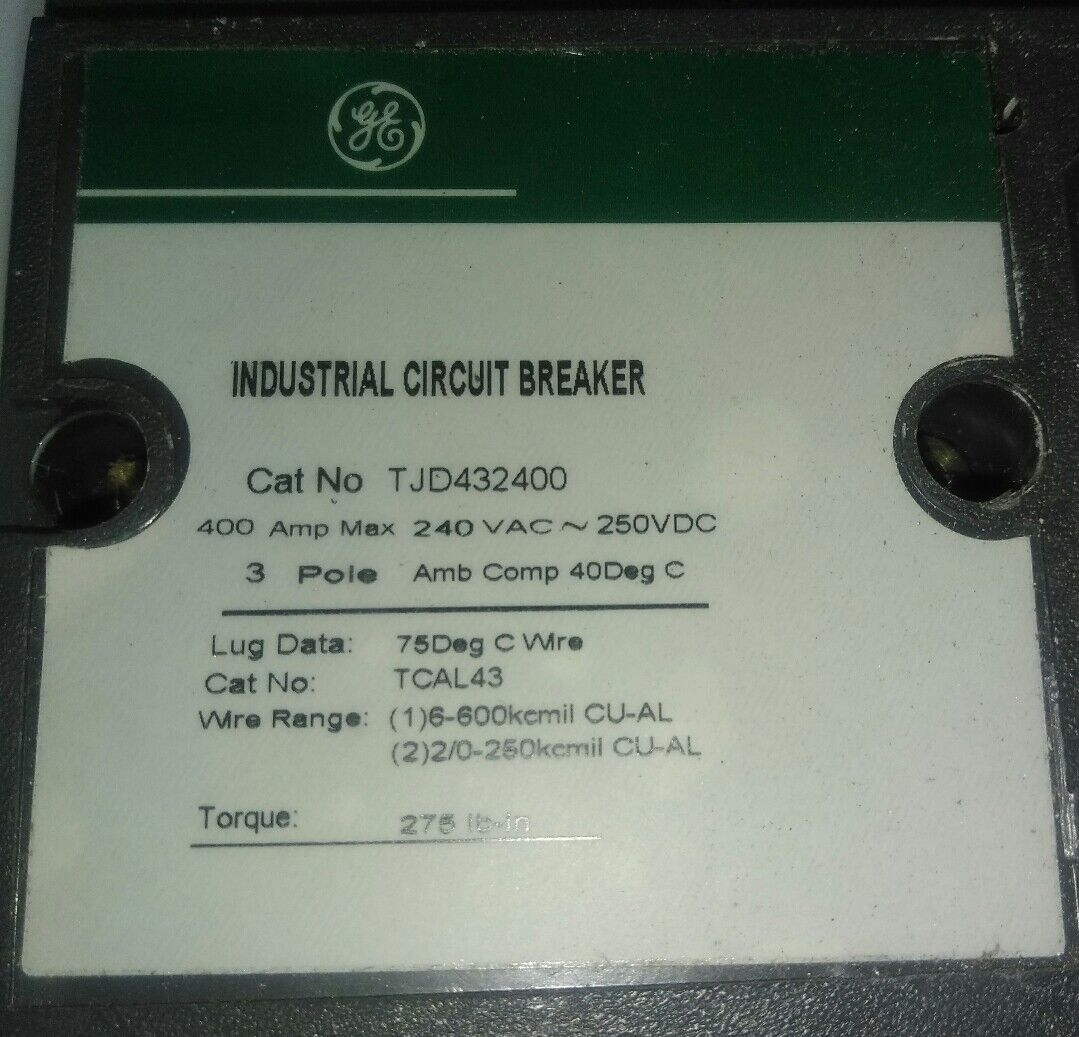 GE
INDUSTRIAL CIRCUIT BREAKER
Cat No TJD432400
400 Amp Max 240 VAC ~ 250VDC
3 Pole Amb Comp 40Deg C
Lug Data: 75Deg C Wire
Cat No: TCAL43
Wire Range: (1)6-600kcmil CU-AL
(2)2/0-250kcmil CU-AL
Torque: 275 lb-in